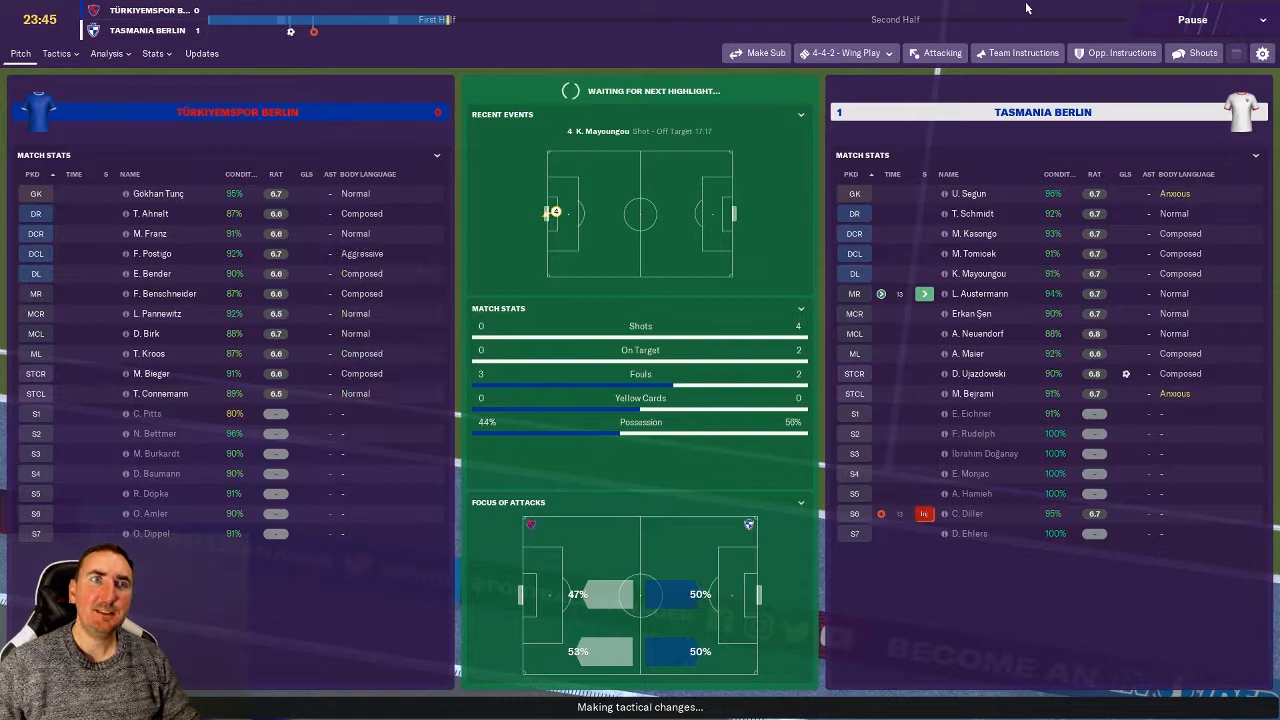 23:45
TÜRKIYEMSPOR B... 0
TASMANIA BERLIN 1
First Half
Second Half
Pause
Pitch Tactics Analysis Stats Updates
Make Sub 4-4-2 - Wing Play Attacking Team Instructions Opp. Instructions Shouts
TÜRKIYEMSPOR BERLIN 0
MATCH STATS
PKD TIME S NAME CONDIT... RAT GLS AST BODY LANGUAGE
GK Gökhan Tunç 95% 6.7 - Normal
DR T. Ahnelt 87% 6.6 - Composed
DCR M. Franz 91% 6.6 - Composed
DCL F. Postigo 92% 6.7 - Aggressive
DL E. Bender 90% 6.6 - Composed
MR F. Benschneider 87% 6.6 - Composed
MCR L. Pannewitz 92% 6.5 - Normal
MCL D. Birk 88% 6.7 - Normal
ML T. Kroos 87% 6.6 - Composed
STCR M. Bieger 91% 6.6 - Composed
STCL T. Connemann 89% 6.5 - Normal
S1 C. Pitts 80% - - -
S2 N. Bettmer 96% - - -
S3 M. Burkardt 90% - - -
S4 D. Baumann 90% - - -
S5 R. Döpke 91% - - -
S6 O. Amler 90% - - -
S7 O. Dippel 91% - - -
WAITING FOR NEXT HIGHLIGHT...
RECENT EVENTS
4 K. Mayoungou Shot - Off Target 17:17
4
MATCH STATS
0 Shots 4
0 On Target 2
3 Fouls 2
0 Yellow Cards 0
44% Possession 56%
FOCUS OF ATTACKS
47% 50%
53% 50%
1 TASMANIA BERLIN
MATCH STATS
PKD TIME S NAME CONDIT... RAT GLS AST BODY LANGUAGE
GK U. Segun 96% 6.7 - Anxious
DR T. Schmidt 92% 6.7 - Normal
DCR M. Kasongo 93% 6.7 - Composed
DCL M. Tomicek 91% 6.7 - Composed
DL K. Mayoungou 91% 6.7 - Composed
MR 13 L. Austermann 94% 6.7 - Normal
MCR Erkan Şen 90% 6.7 - Composed
MCL A. Neuendorf 88% 6.8 - Composed
ML A. Maier 92% 6.6 - Composed
STCR D. Ujazdowski 90% 6.8 - Composed
STCL M. Bejrami 91% 6.7 - Anxious
S1 E. Eichner 91% - - -
S2 F. Rudolph 100% - - -
S3 İbrahim Doğanay 100% - - -
S4 E. Monjac 100% - - -
S5 A. Hamieh 100% - - -
S6 13 Inj C. Diller 95% 6.7 - -
S7 D. Ehlers 100% - - -
BECOME AN
Making tactical changes...